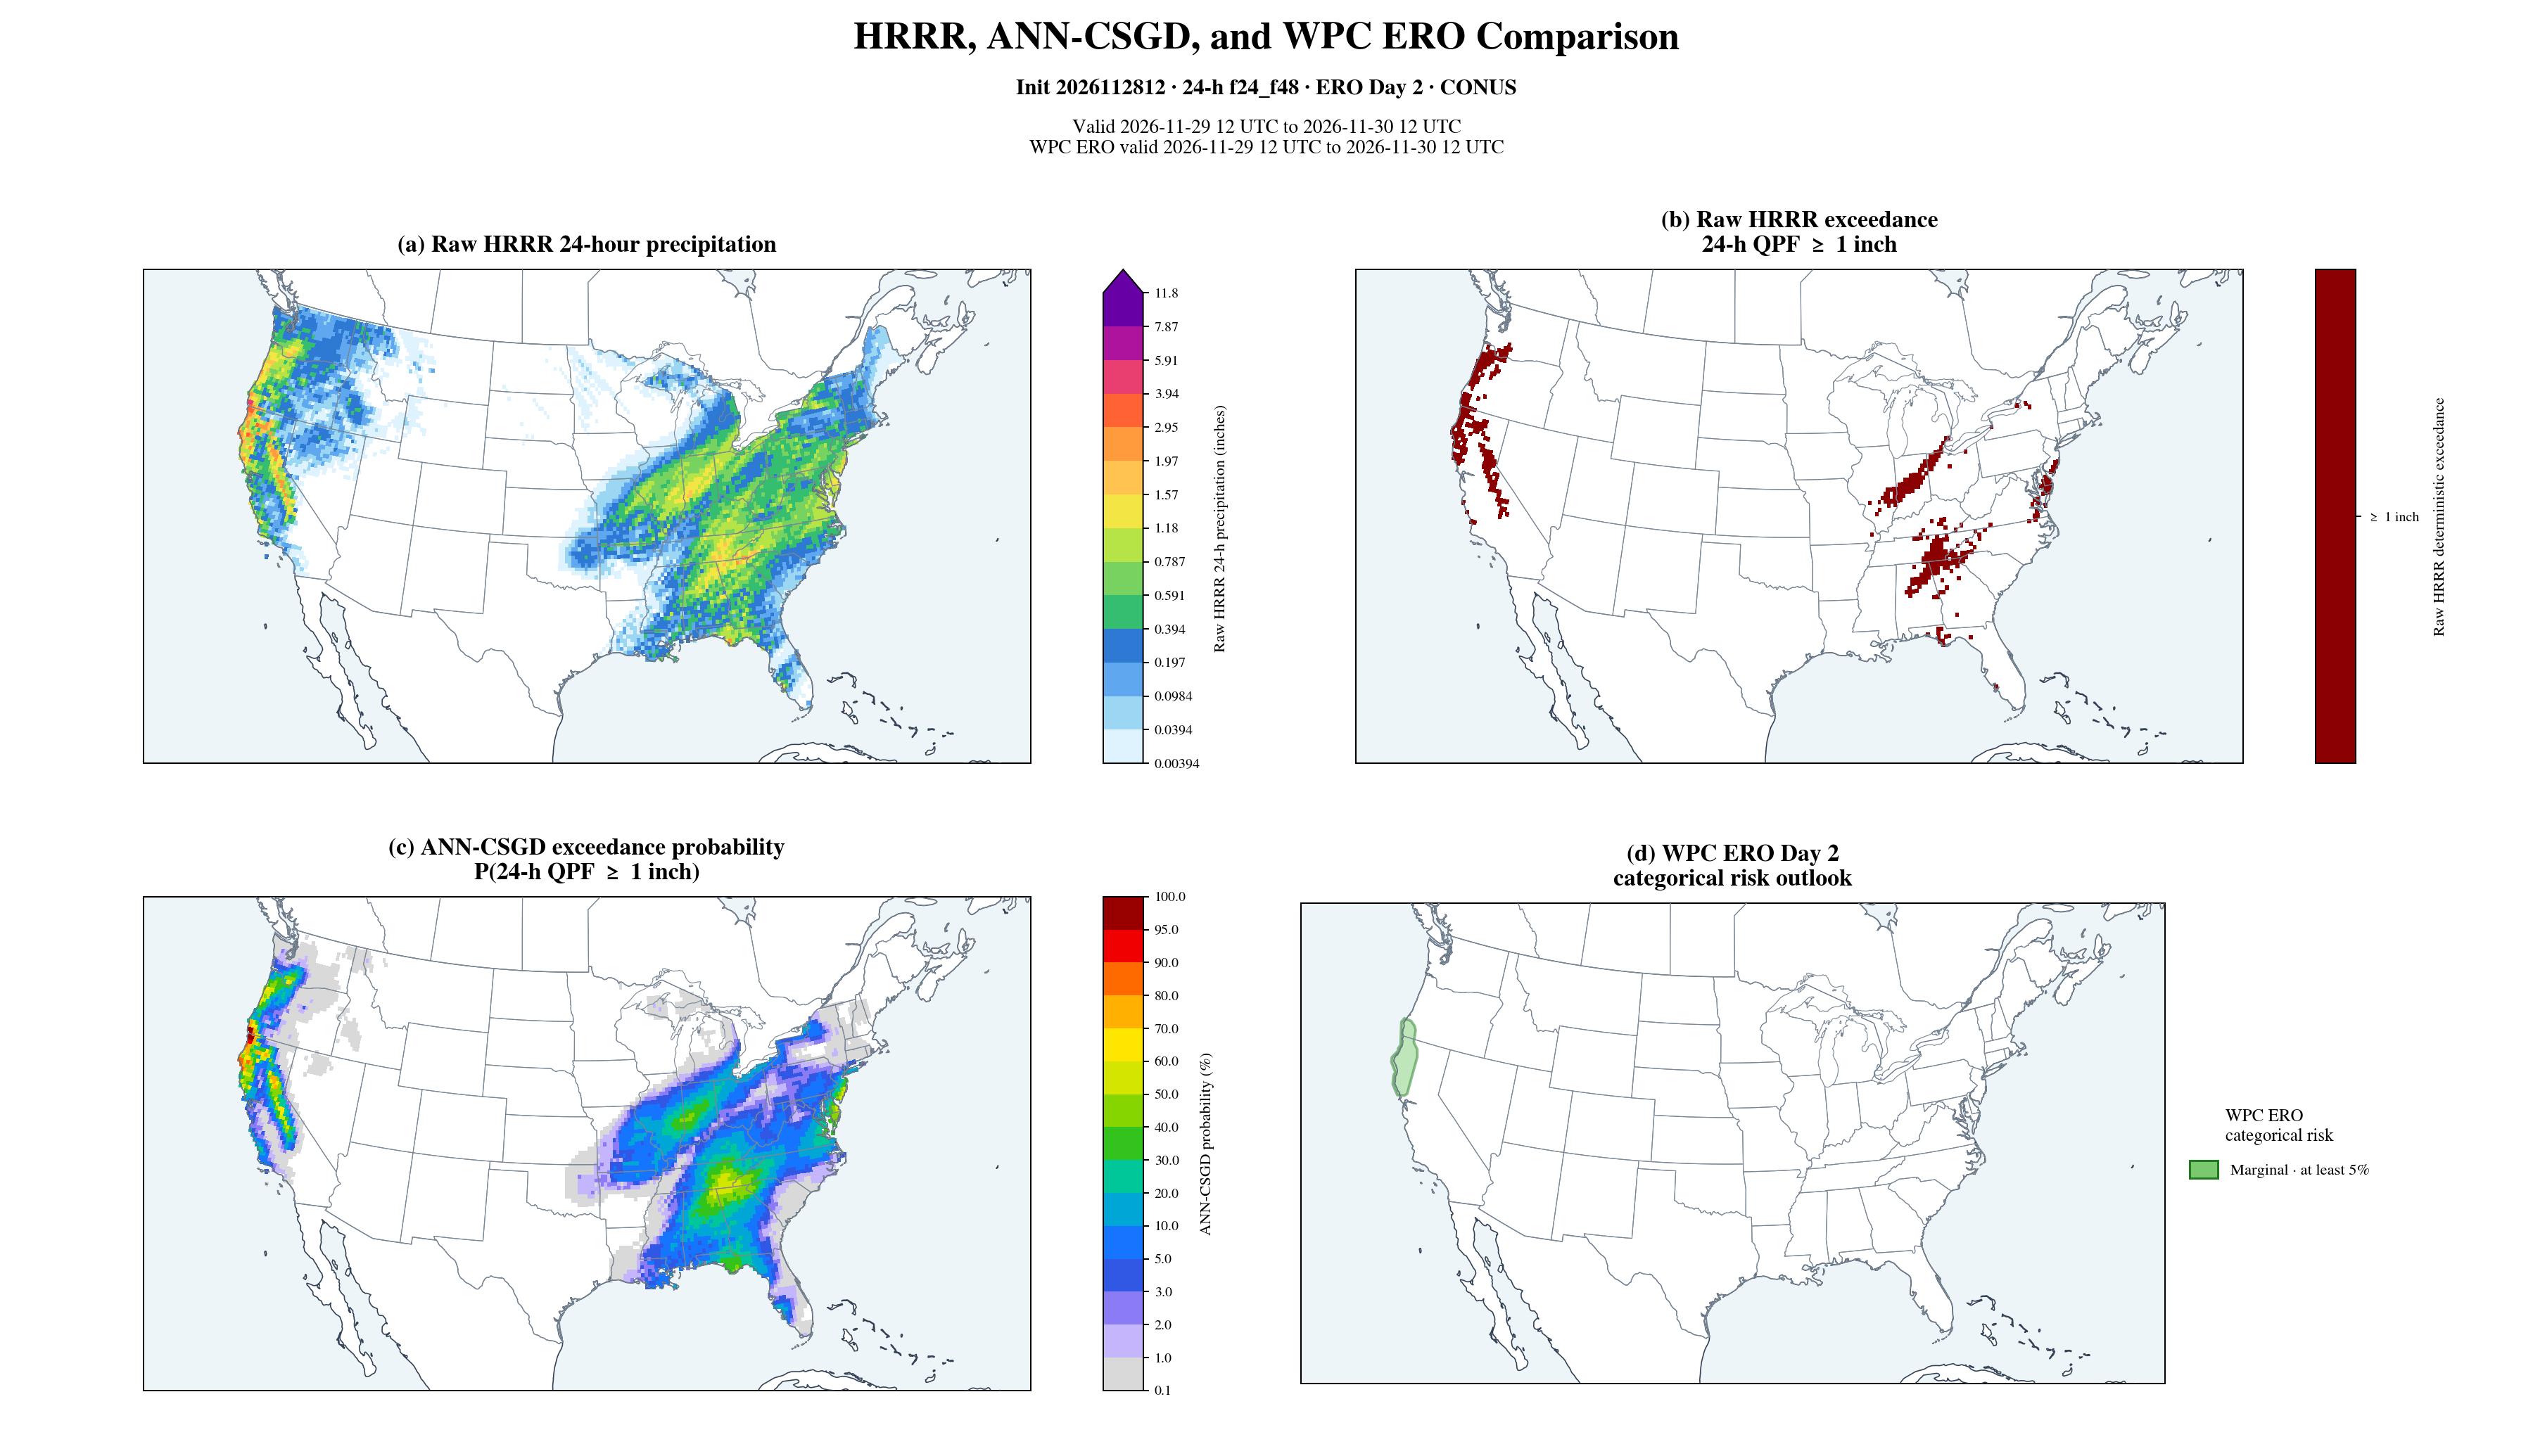 HRRR, ANN-CSGD, and WPC ERO Comparison
Init 2026112812 · 24-h f24_f48 · ERO Day 2 · CONUS
Valid 2026-11-29 12 UTC to 2026-11-30 12 UTC
WPC ERO valid 2026-11-29 12 UTC to 2026-11-30 12 UTC
(a) Raw HRRR 24-hour precipitation
11.8
7.87
5.91
4.94
2.95
1.97
1.57
1.18
0.787
0.591
0.394
0.197
0.0984
0.0394
0.00394
Raw HRRR 24-h precipitation (inches)
(b) Raw HRRR exceedance
24-h QPF ≥ 1 inch
≥ 1 inch
Raw HRRR deterministic exceedance
(c) ANN-CSGD exceedance probability
P(24-h QPF ≥ 1 inch)
100.0
95.0
90.0
80.0
70.0
60.0
50.0
40.0
30.0
20.0
10.0
5.0
3.0
2.0
1.0
0.1
ANN-CSGD probability (%)
(d) WPC ERO Day 2
categorical risk outlook
WPC ERO
categorical risk
Marginal · at least 5%